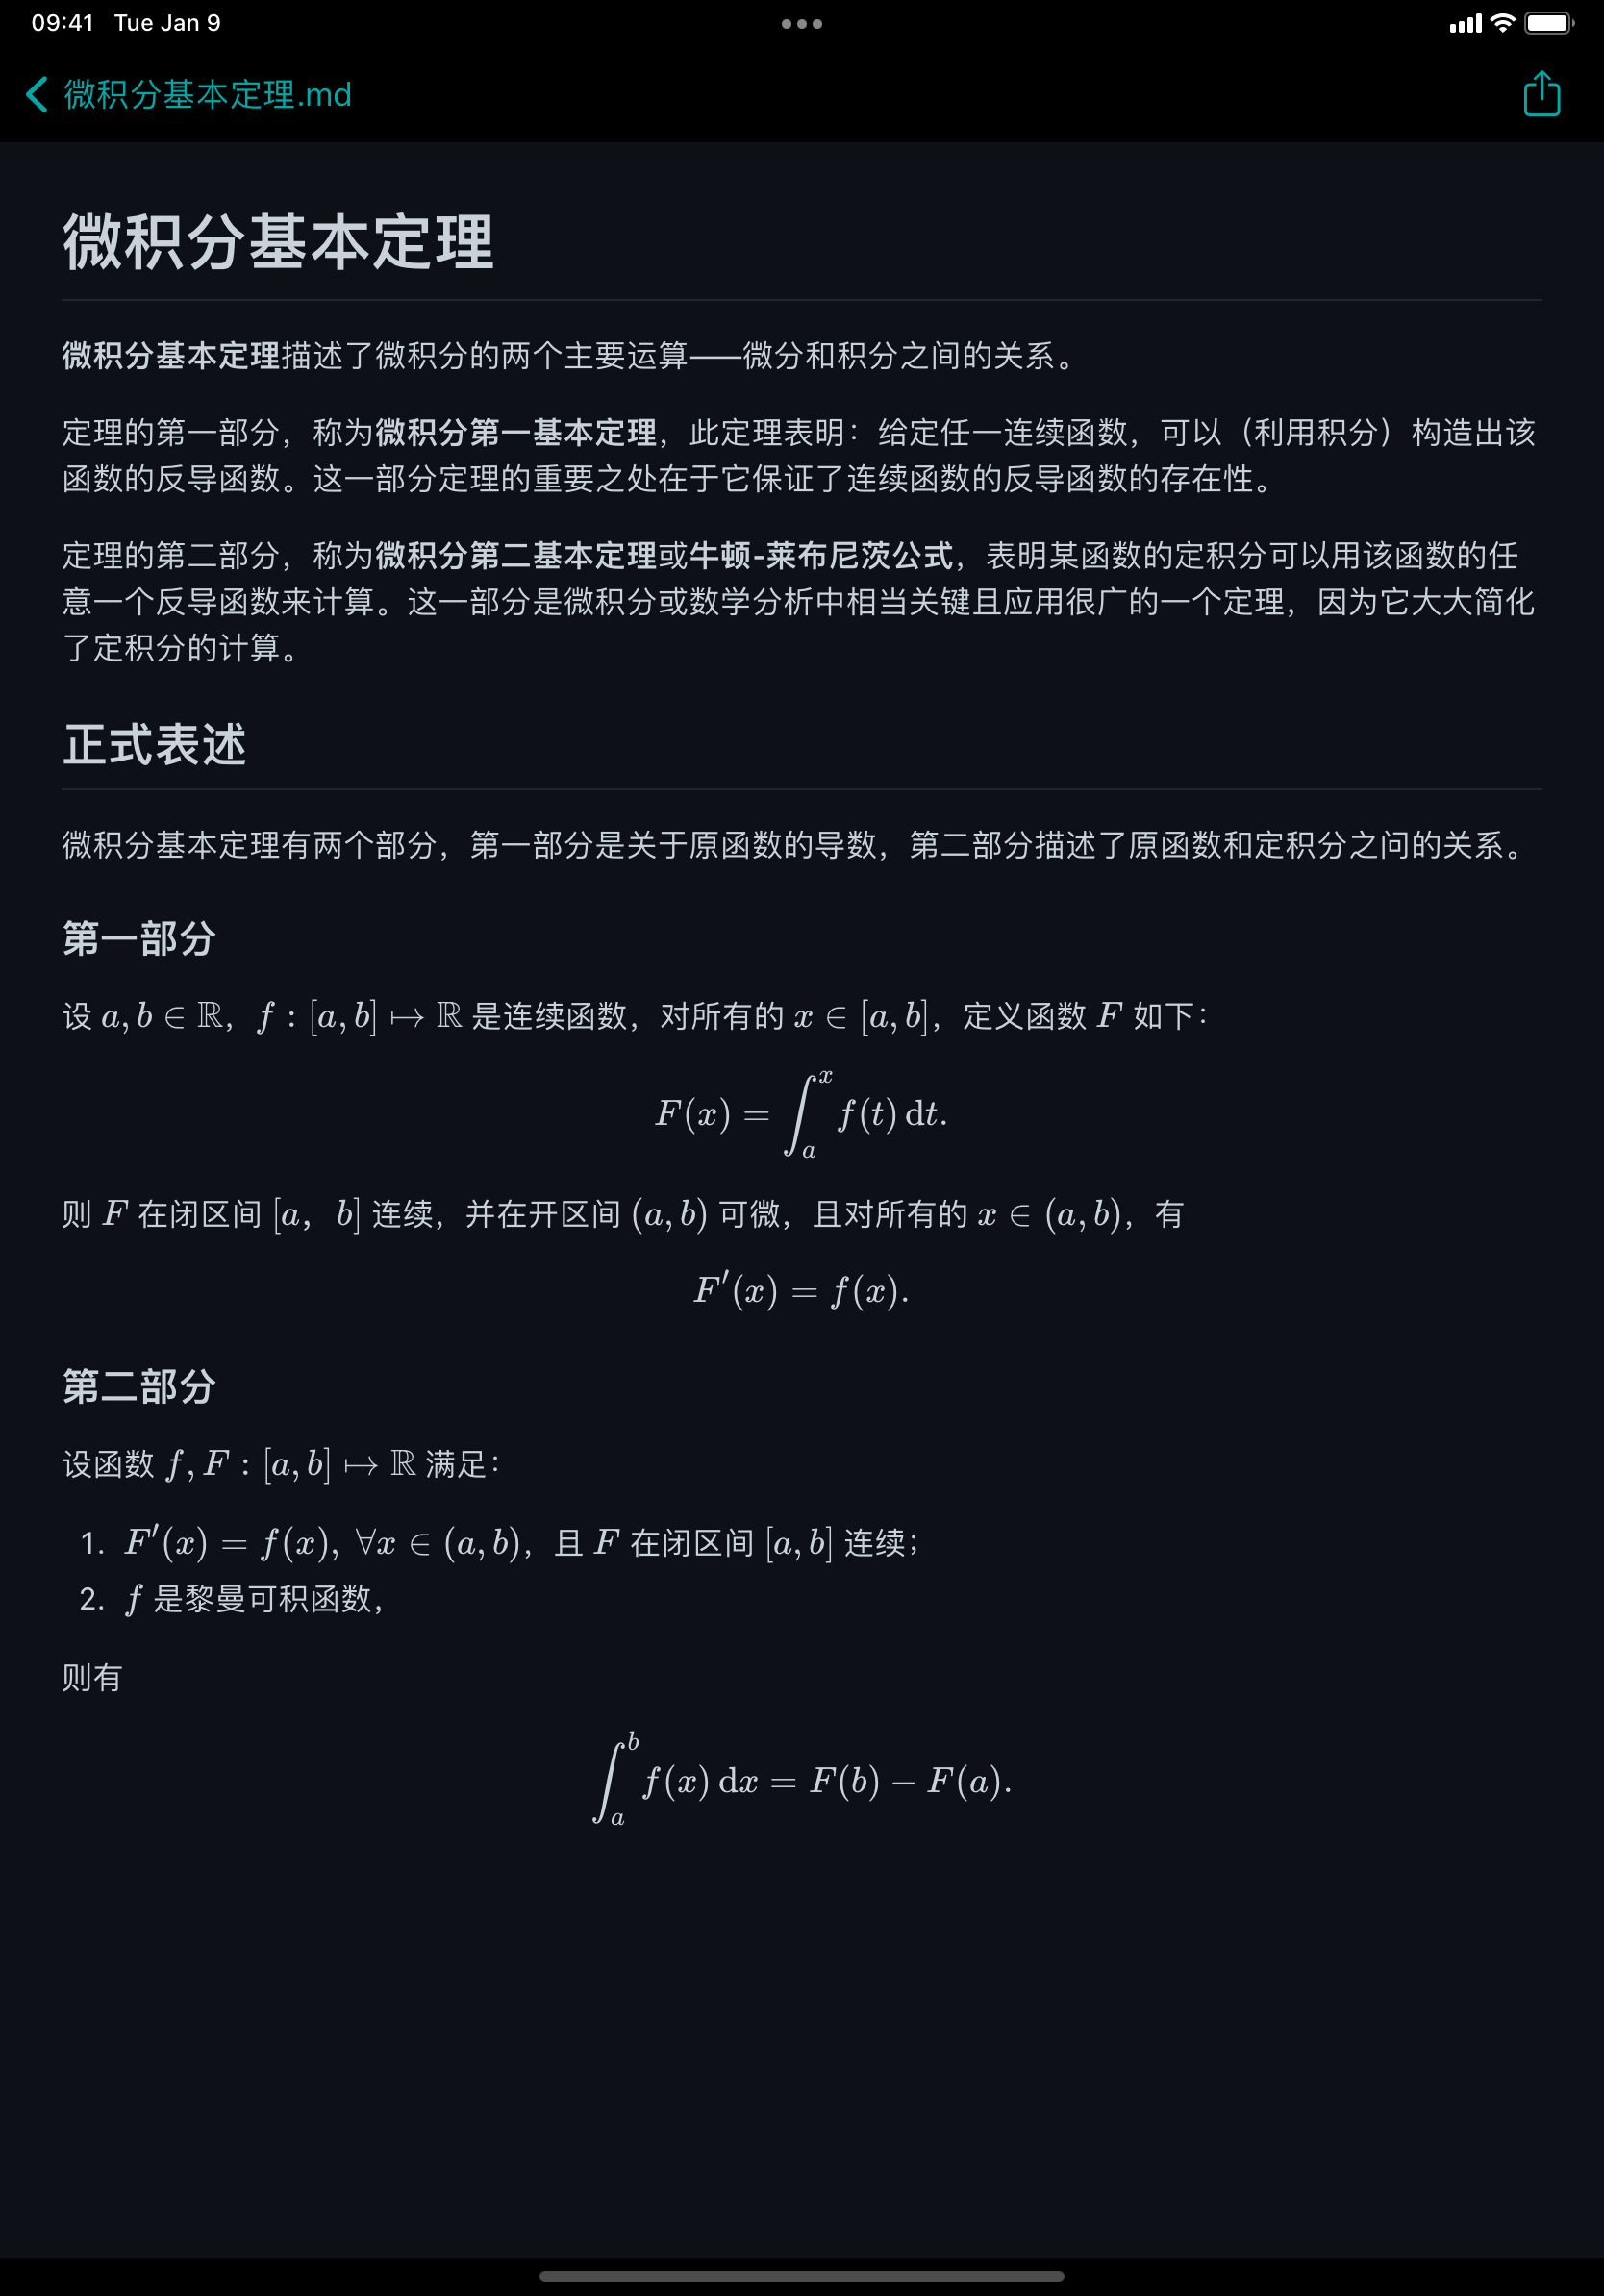 09:41 Tue Jan 9
微积分基本定理.md
微积分基本定理
微积分基本定理描述了微积分的两个主要运算——微分和积分之间的关系。
定理的第一部分，称为微积分第一基本定理，此定理表明：给定任一连续函数，可以（利用积分）构造出该
函数的反导函数。这一部分定理的重要之处在于它保证了连续函数的反导函数的存在性。
定理的第二部分，称为微积分第二基本定理或牛顿-莱布尼茨公式，表明某函数的定积分可以用该函数的任
意一个反导函数来计算。这一部分是微积分或数学分析中相当关键且应用很广的一个定理，因为它大大简化
了定积分的计算。
正式表述
微积分基本定理有两个部分，第一部分是关于原函数的导数，第二部分描述了原函数和定积分之问的关系。
第一部分
设 a, b ∈ ℝ，f : [a, b] ↦ ℝ 是连续函数，对所有的 x ∈ [a, b]，定义函数 F 如下：
F(x) = ∫_a^x f(t) dt.
则 F 在闭区间 [a，b] 连续，并在开区间 (a, b) 可微，且对所有的 x ∈ (a, b)，有
F′(x) = f(x).
第二部分
设函数 f, F : [a, b] ↦ ℝ 满足：
1. F′(x) = f(x), ∀x ∈ (a, b)，且 F 在闭区间 [a, b] 连续；
2. f 是黎曼可积函数，
则有
∫_a^b f(x) dx = F(b) − F(a).